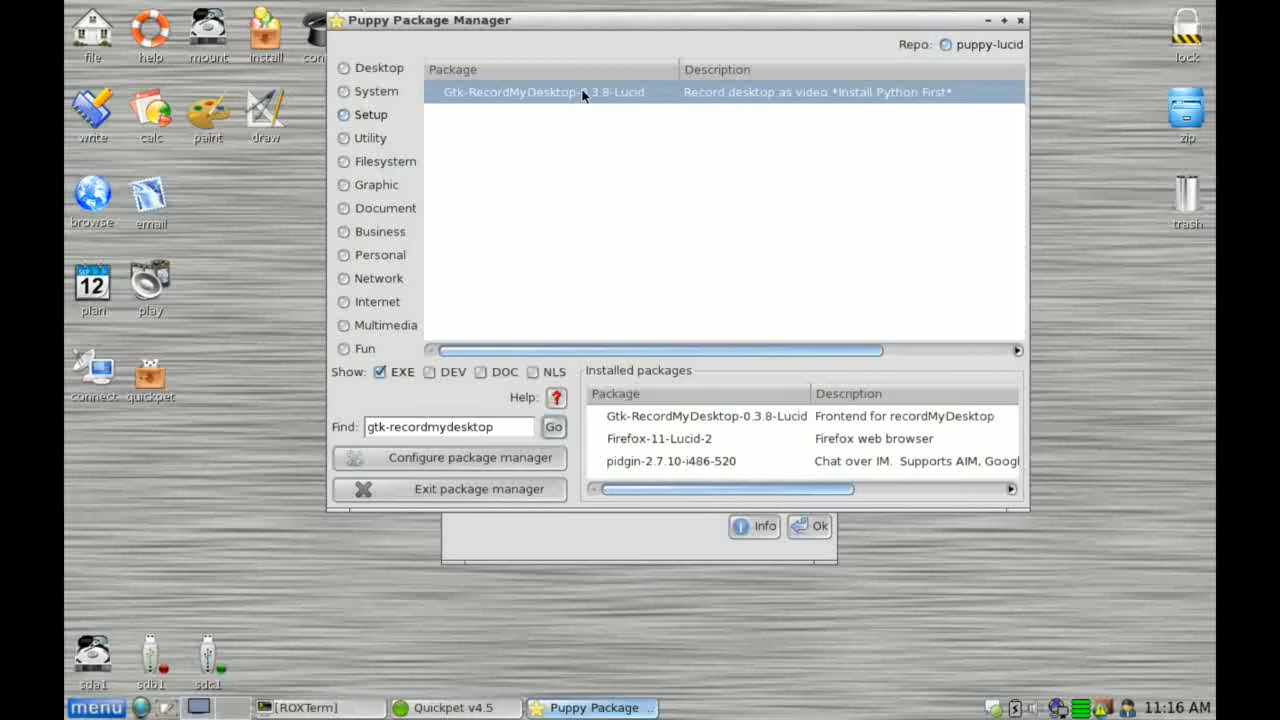 Puppy Package Manager
Repo: puppy-lucid
file
help
mount
install
con
lock
Desktop
System
Setup
Utility
Filesystem
Graphic
Document
Business
Personal
Network
Internet
Multimedia
Fun
Package Description
Gtk-RecordMyDesktop-0.3.8-Lucid Record desktop as video *Install Python First*
write
calc
paint
draw
zip
browse
email
trash
plan
12
play
connect
quickpet
Show: EXE DEV DOC NLS
Help: ?
Find: gtk-recordmydesktop Go
Configure package manager
Exit package manager
Installed packages
Package Description
Gtk-RecordMyDesktop-0.3.8-Lucid Frontend for recordMyDesktop
Firefox-11-Lucid-2 Firefox web browser
pidgin-2.7.10-i486-520 Chat over IM. Supports AIM, Googl
Info Ok
sda1
sdb1
sdc1
menu
[ROXTerm]
Quickpet v4.5
Puppy Package ..
11:16 AM